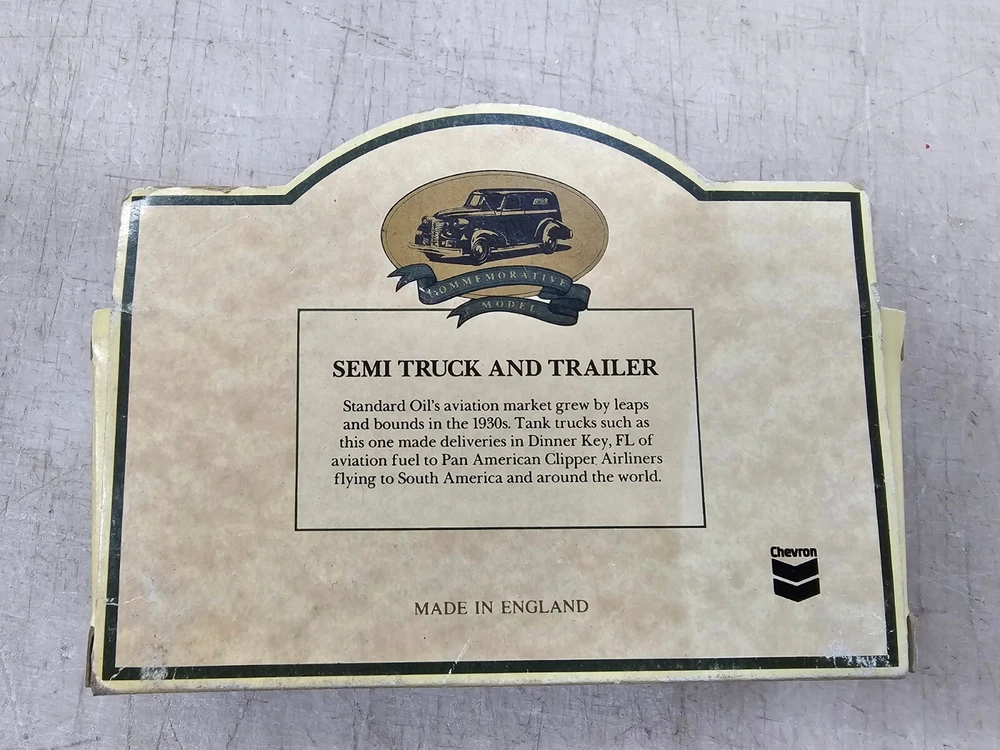 COMMEMORATIVE
MODEL
SEMI TRUCK AND TRAILER
Standard Oil's aviation market grew by leaps
and bounds in the 1930s. Tank trucks such as
this one made deliveries in Dinner Key, FL of
aviation fuel to Pan American Clipper Airliners
flying to South America and around the world.
Chevron
MADE IN ENGLAND